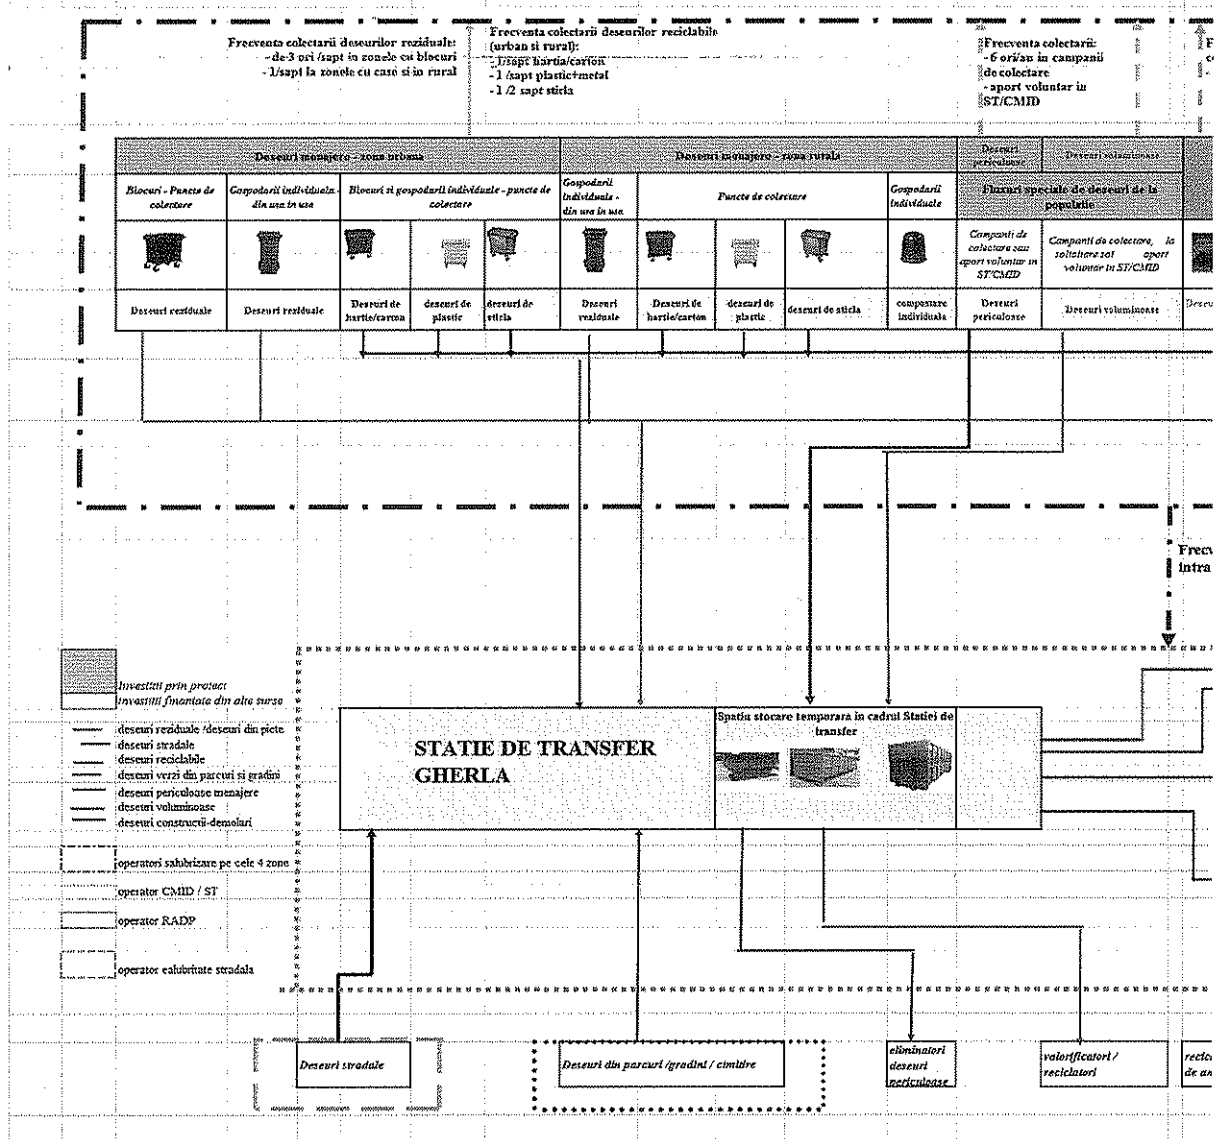 Frecventa colectarii deseurilor reziduale:
- de 3 ori /sapt in zonele cu blocuri
- 1/sapt la zonele cu case si in rural
Frecventa colectarii deseurilor reciclabile
(urban si rural):
- 1/sapt hartia/carton
- 1 /sapt plastic+metal
- 1 /2 sapt sticla
Frecventa colectarii:
- 6 ori/an in campanii
de colectare
- aport voluntar in
ST/CMID
Deseuri menajere - zona urbana
Deseuri menajere - zona rurala
Deseuri
periculoase
Deseuri voluminoase
Blocuri - Puncte de
colectare
Gospodarii individuale -
din usa in usa
Blocuri si gospodarii individuale - puncte de
colectare
Gospodarii
individuale -
din usa in usa
Puncte de colectare
Gospodarii
individuale
Fluxuri speciale de deseuri de la
populatie
Campanii de
colectare sau
aport voluntar in
ST/CMID
Campanii de colectare, la
solicitare sau aport
voluntar in ST/CMID
Deseuri reziduale
Deseuri reziduale
Deseuri de
hartie/carton
deseuri de
plastic
deseuri de
sticla
Deseuri
reziduale
Deseuri de
hartie/carton
deseuri de
plastic
deseuri de sticla
compostare
individuala
Deseuri
periculoase
Deseuri voluminoase
intra
Investitii prin proiect
Investitii finantate din alte surse
deseuri reziduale /deseuri din piete
deseuri stradale
deseuri reciclabile
deseuri verzi din parcuri si gradini
deseuri periculoase menajere
deseuri voluminoase
deseuri constructii-demolari
operatori salubrizare pe cele 4 zone
operator CMID / ST
operator RADP
operator salubritate stradala
STATIE DE TRANSFER
GHERLA
Spatiu stocare temporara in cadrul Statiei de
transfer
Deseuri stradale
Deseuri din parcuri /gradini / cimitire
eliminatori
deseuri
periculoase
valorificatori /
reciclatori